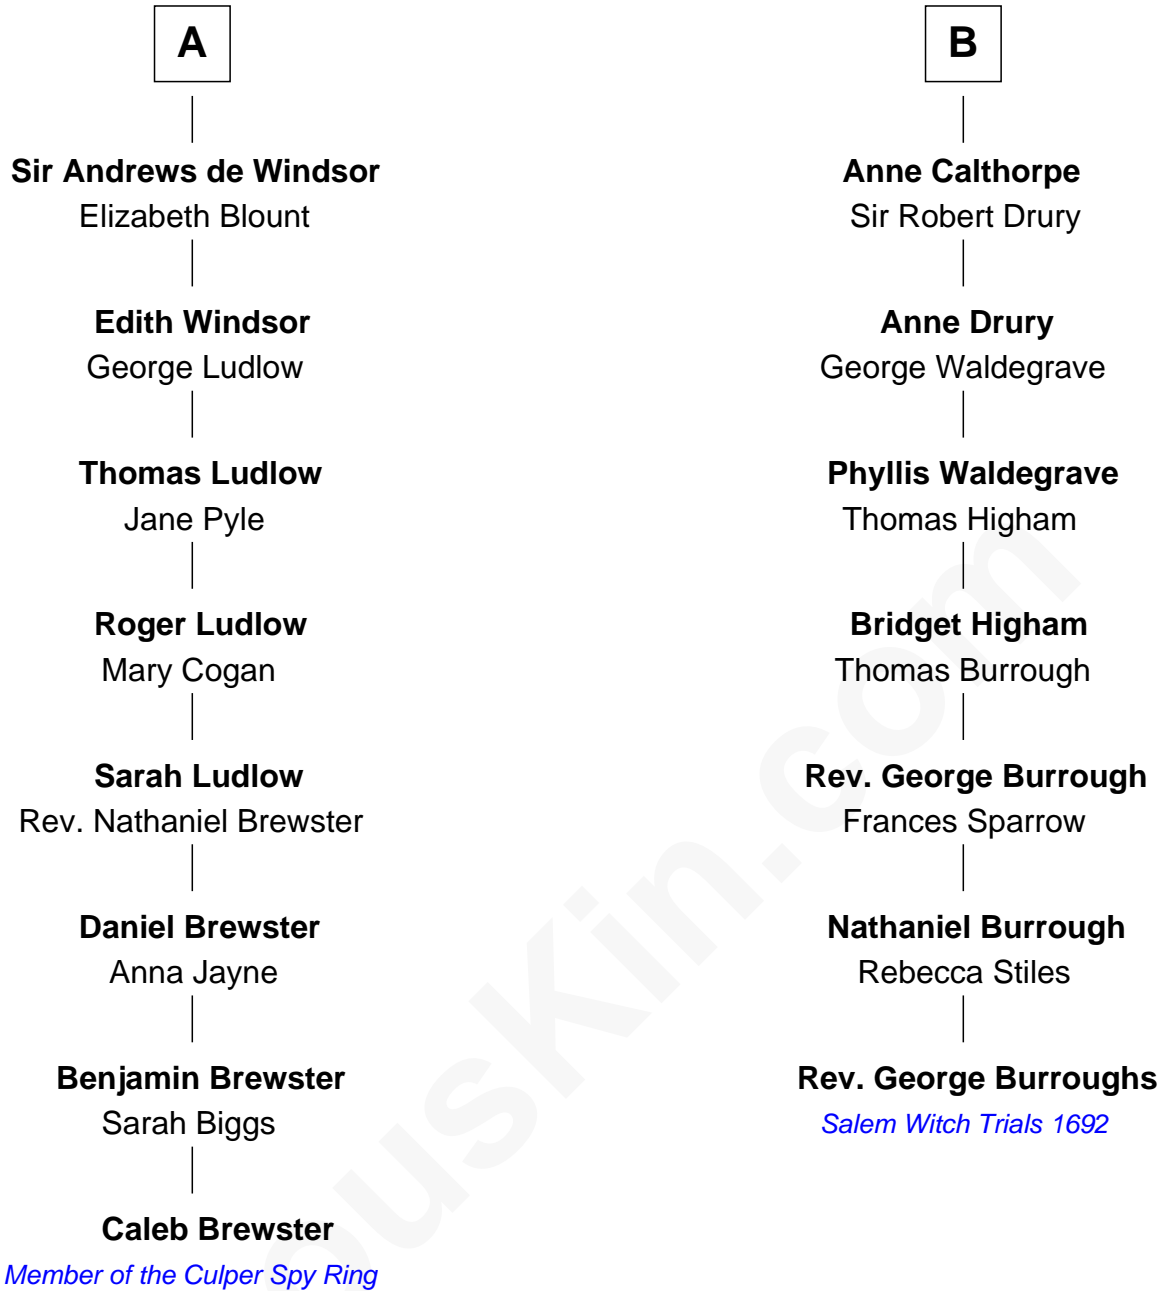 A
Sir Andrews de Windsor
Elizabeth Blount
Edith Windsor
George Ludlow
Thomas Ludlow
Jane Pyle
Roger Ludlow
Mary Cogan
Sarah Ludlow
Rev. Nathaniel Brewster
Daniel Brewster
Anna Jayne
Benjamin Brewster
Sarah Biggs
Caleb Brewster
Member of the Culper Spy Ring
B
Anne Calthorpe
Sir Robert Drury
Anne Drury
George Waldegrave
Phyllis Waldegrave
Thomas Higham
Bridget Higham
Thomas Burrough
Rev. George Burrough
Frances Sparrow
Nathaniel Burrough
Rebecca Stiles
Rev. George Burroughs
Salem Witch Trials 1692
pusKin.com